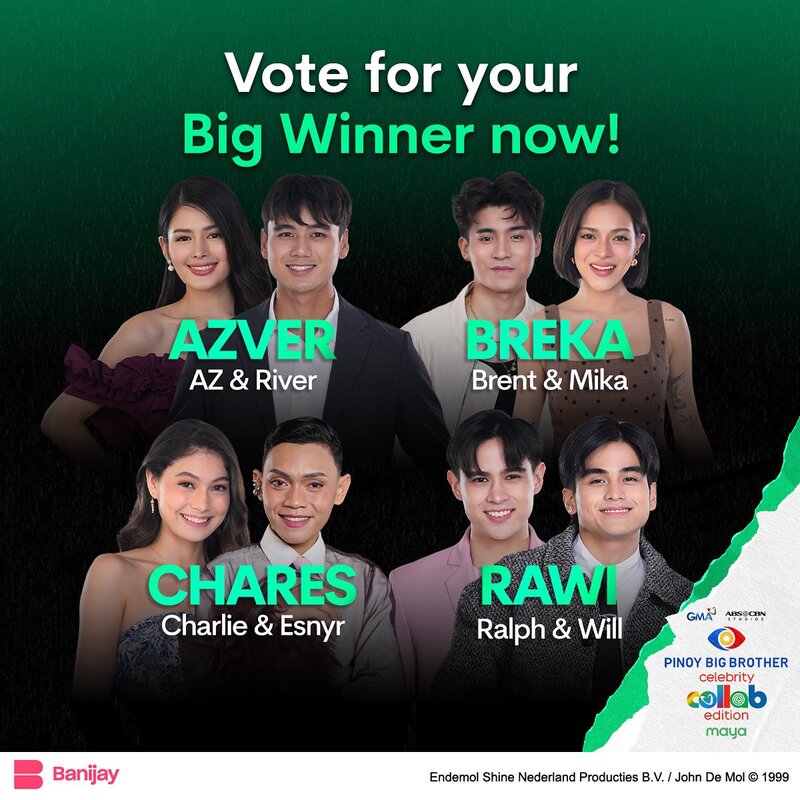 Vote for your
Big Winner now!
AZVER
AZ & River
BREKA
Brent & Mika
CHARES
Charlie & Esnyr
RAWI
Ralph & Will
GMA
ABS-CBN
STUDIOS
PINOY BIG BROTHER
celebrity
collab
edition
maya
Banijay
Endemol Shine Nederland Producties B.V. / John De Mol © 1999